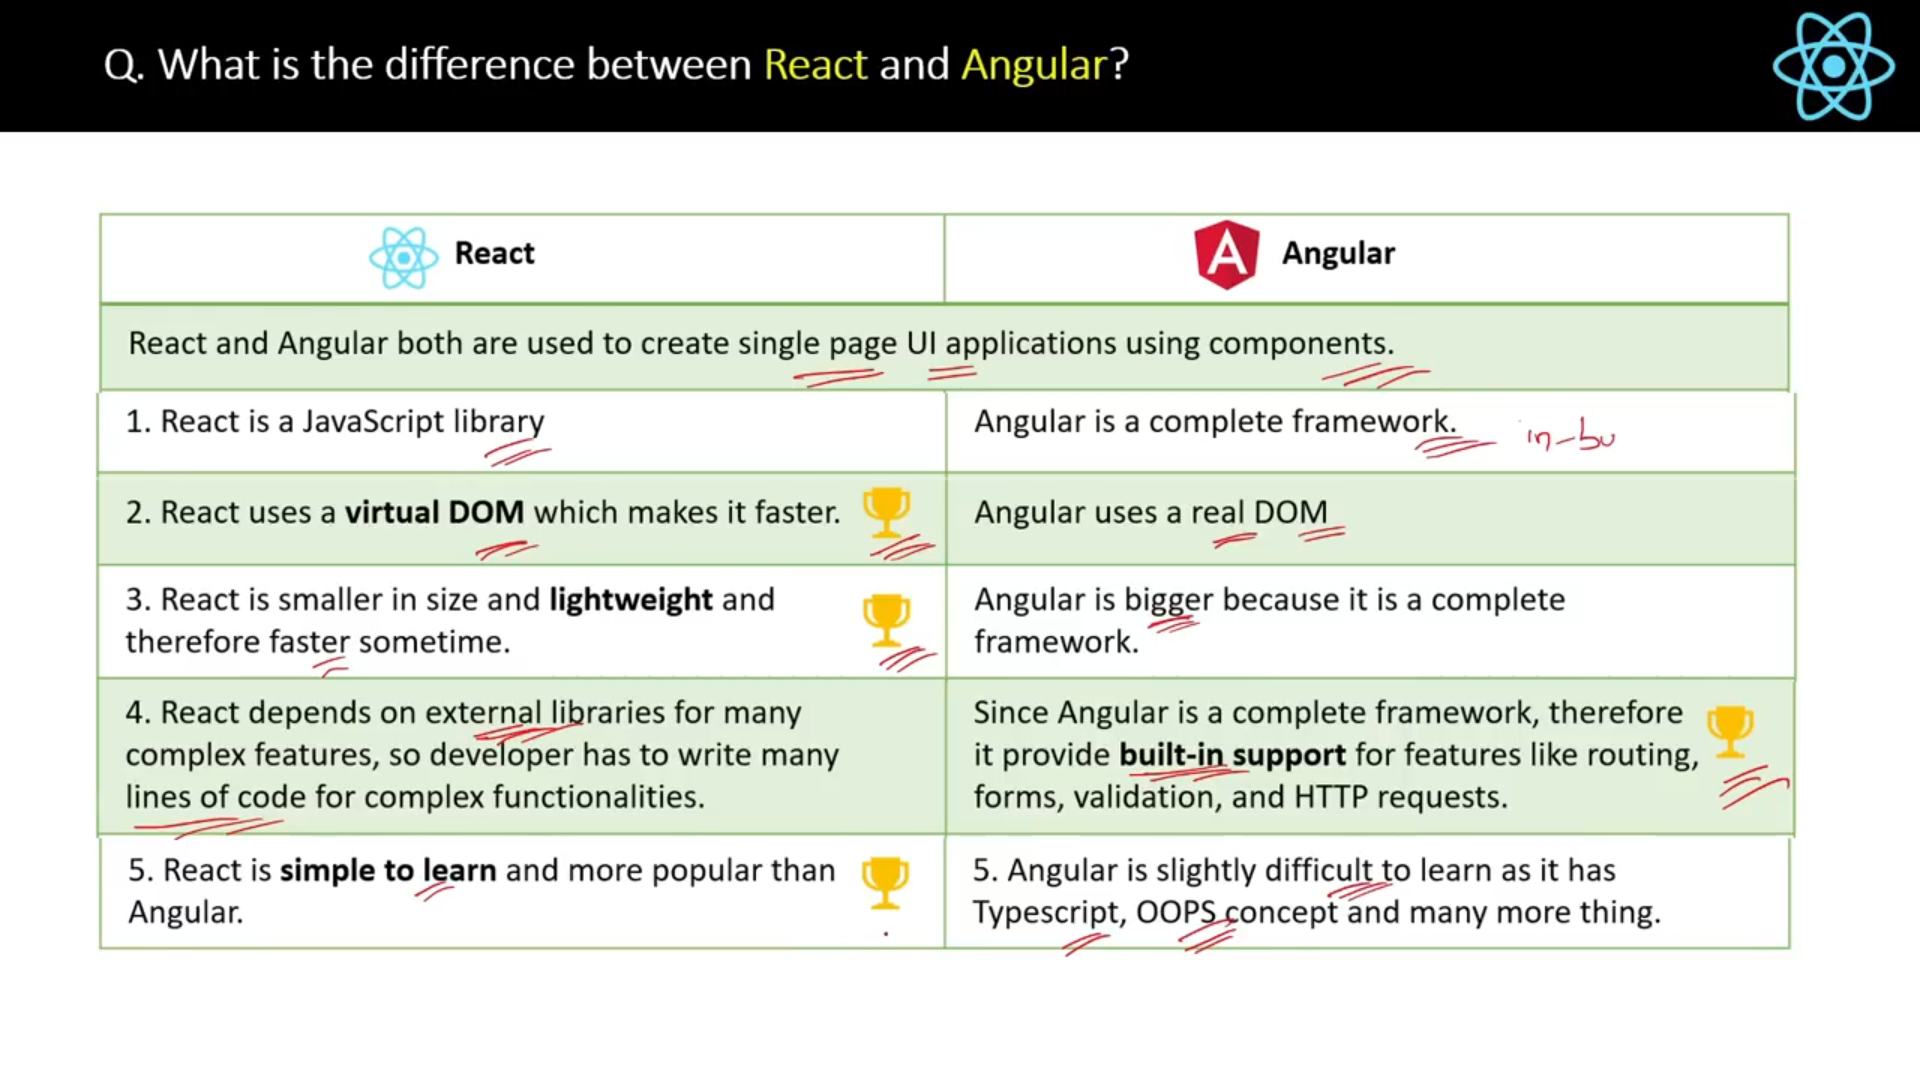 Q. What is the difference between React and Angular?
React
Angular
React and Angular both are used to create single page UI applications using components.
1. React is a JavaScript library
Angular is a complete framework.
in-bu
2. React uses a virtual DOM which makes it faster.
Angular uses a real DOM
3. React is smaller in size and lightweight and
therefore faster sometime.
Angular is bigger because it is a complete
framework.
4. React depends on external libraries for many
complex features, so developer has to write many
lines of code for complex functionalities.
Since Angular is a complete framework, therefore
it provide built-in support for features like routing,
forms, validation, and HTTP requests.
5. React is simple to learn and more popular than
Angular.
5. Angular is slightly difficult to learn as it has
Typescript, OOPS concept and many more thing.